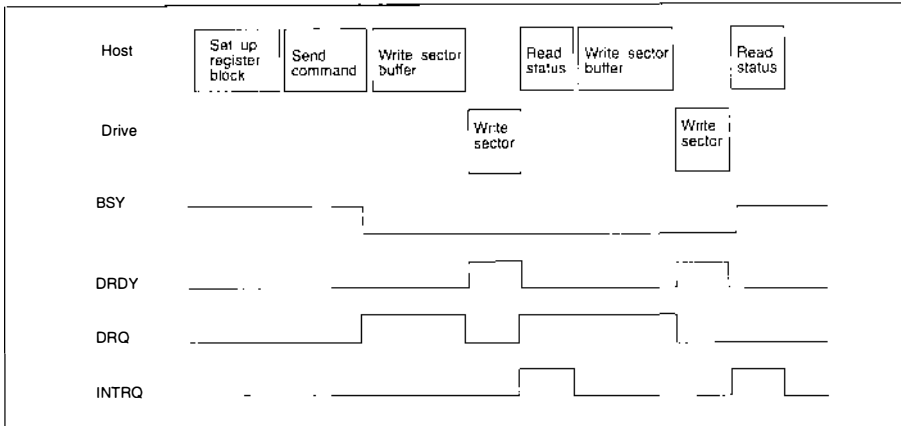 Host
Set up
register
block
Send
command
Write sector
buffer
Read
status
Write sector
buffer
Read
status
Drive
Write
sector
Write
sector
BSY
DRDY
DRQ
INTRQ